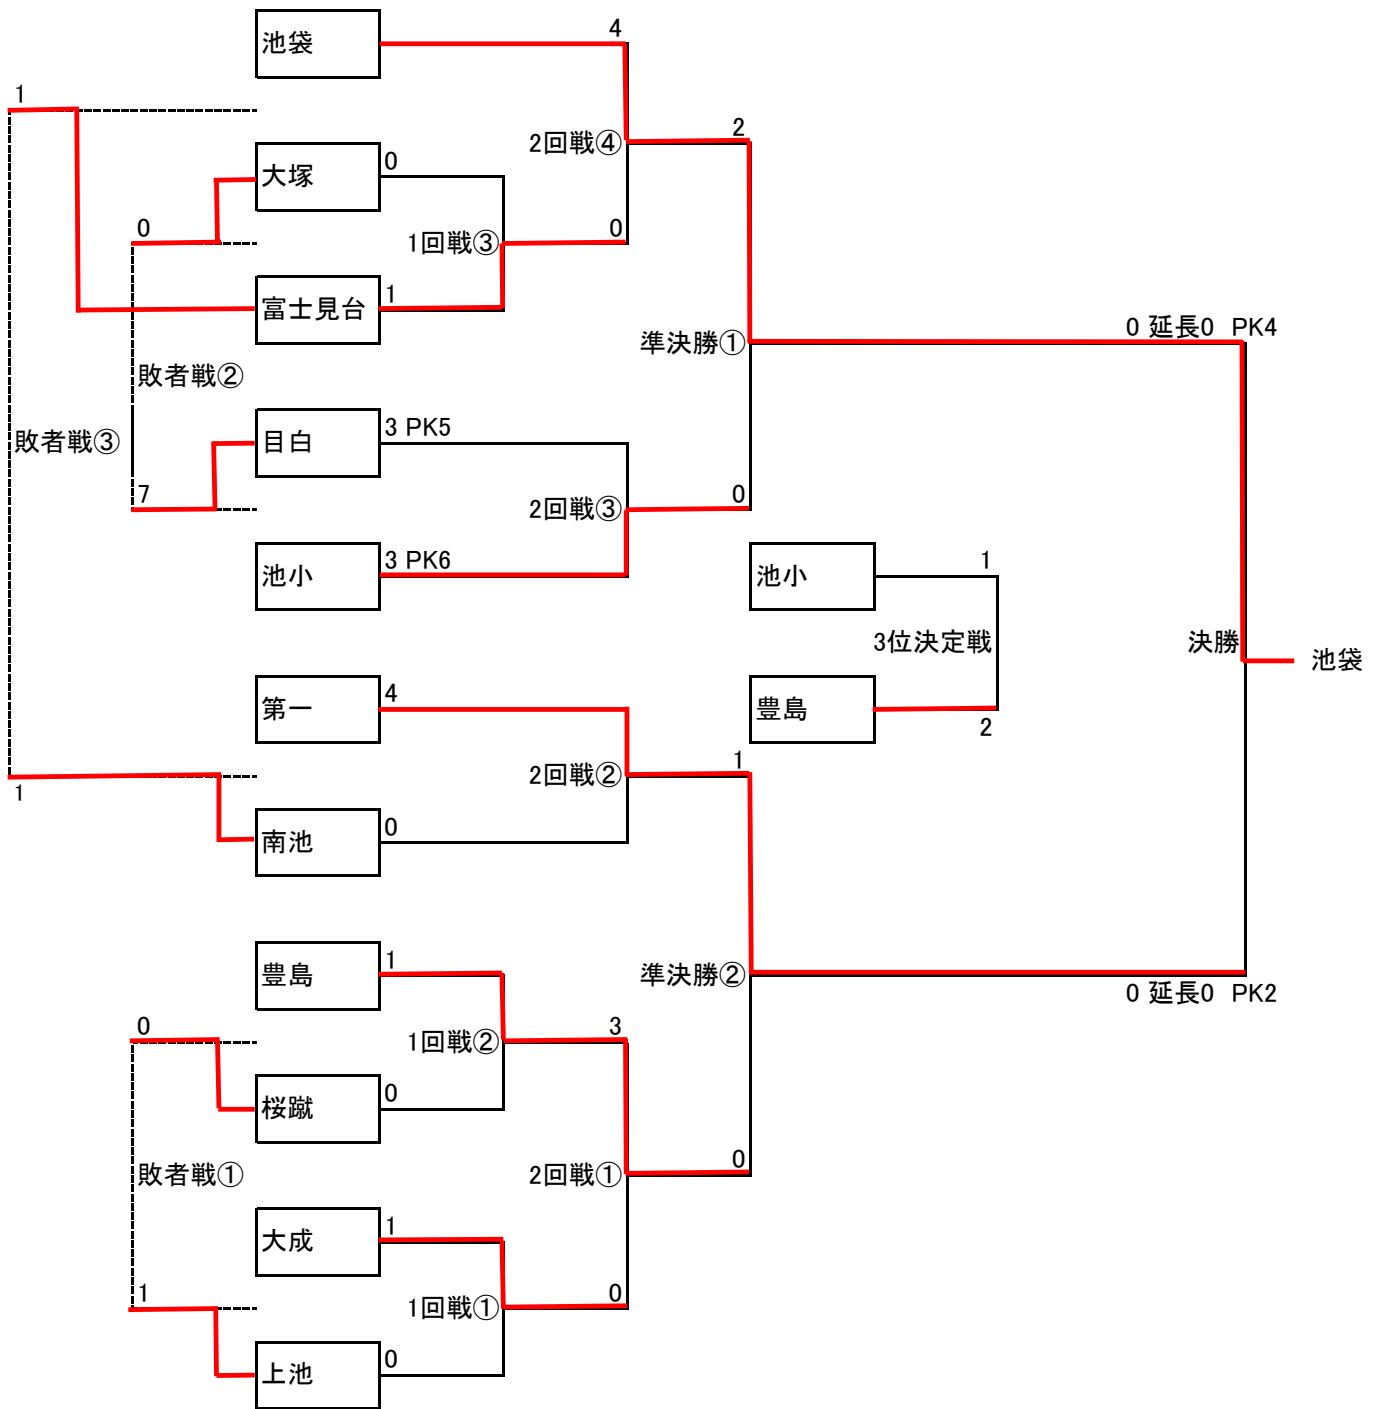 池袋
4
1
2回戦④
2
大塚
0
0
1回戦③
0
富士見台
1
準決勝①
0 延長0 PK4
敗者戦②
敗者戦③
目白
3 PK5
7
2回戦③
0
池小
3 PK6
池小
1
3位決定戦
決勝
池袋
第一
4
豊島
2
1
2回戦②
1
南池
0
豊島
1
準決勝②
0 延長0 PK2
0
1回戦②
3
桜蹴
0
敗者戦①
2回戦①
0
大成
1
1
1回戦①
0
上池
0